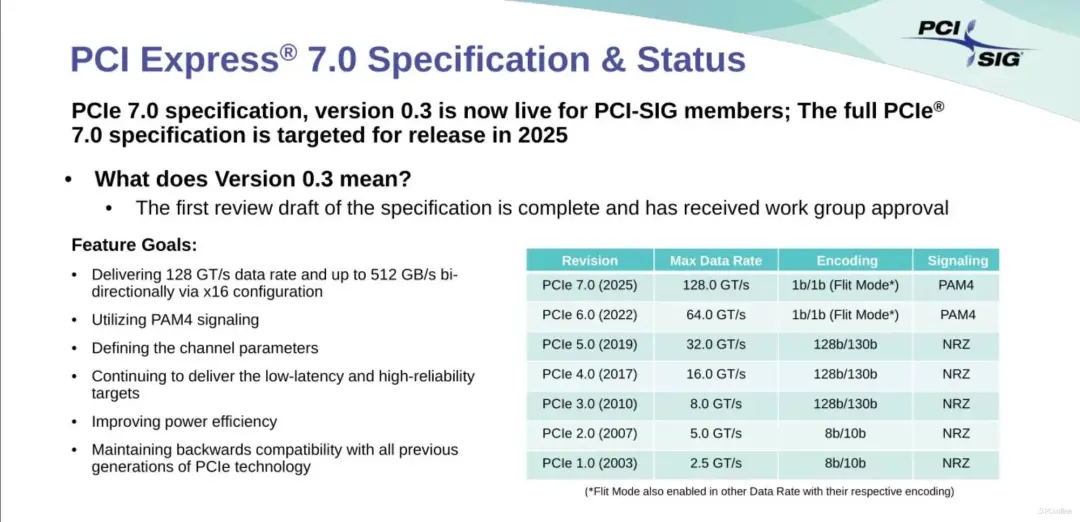 PCI
SIG
PCI Express® 7.0 Specification & Status
PCIe 7.0 specification, version 0.3 is now live for PCI-SIG members; The full PCIe®
7.0 specification is targeted for release in 2025
• What does Version 0.3 mean?
• The first review draft of the specification is complete and has received work group approval
Feature Goals:
• Delivering 128 GT/s data rate and up to 512 GB/s bi-
directionally via x16 configuration
• Utilizing PAM4 signaling
• Defining the channel parameters
• Continuing to deliver the low-latency and high-reliability
targets
• Improving power efficiency
• Maintaining backwards compatibility with all previous
generations of PCIe technology
Revision Max Data Rate Encoding Signaling
PCIe 7.0 (2025) 128.0 GT/s 1b/1b (Flit Mode*) PAM4
PCIe 6.0 (2022) 64.0 GT/s 1b/1b (Flit Mode*) PAM4
PCIe 5.0 (2019) 32.0 GT/s 128b/130b NRZ
PCIe 4.0 (2017) 16.0 GT/s 128b/130b NRZ
PCIe 3.0 (2010) 8.0 GT/s 128b/130b NRZ
PCIe 2.0 (2007) 5.0 GT/s 8b/10b NRZ
PCIe 1.0 (2003) 2.5 GT/s 8b/10b NRZ
(*Flit Mode also enabled in other Data Rate with their respective encoding)